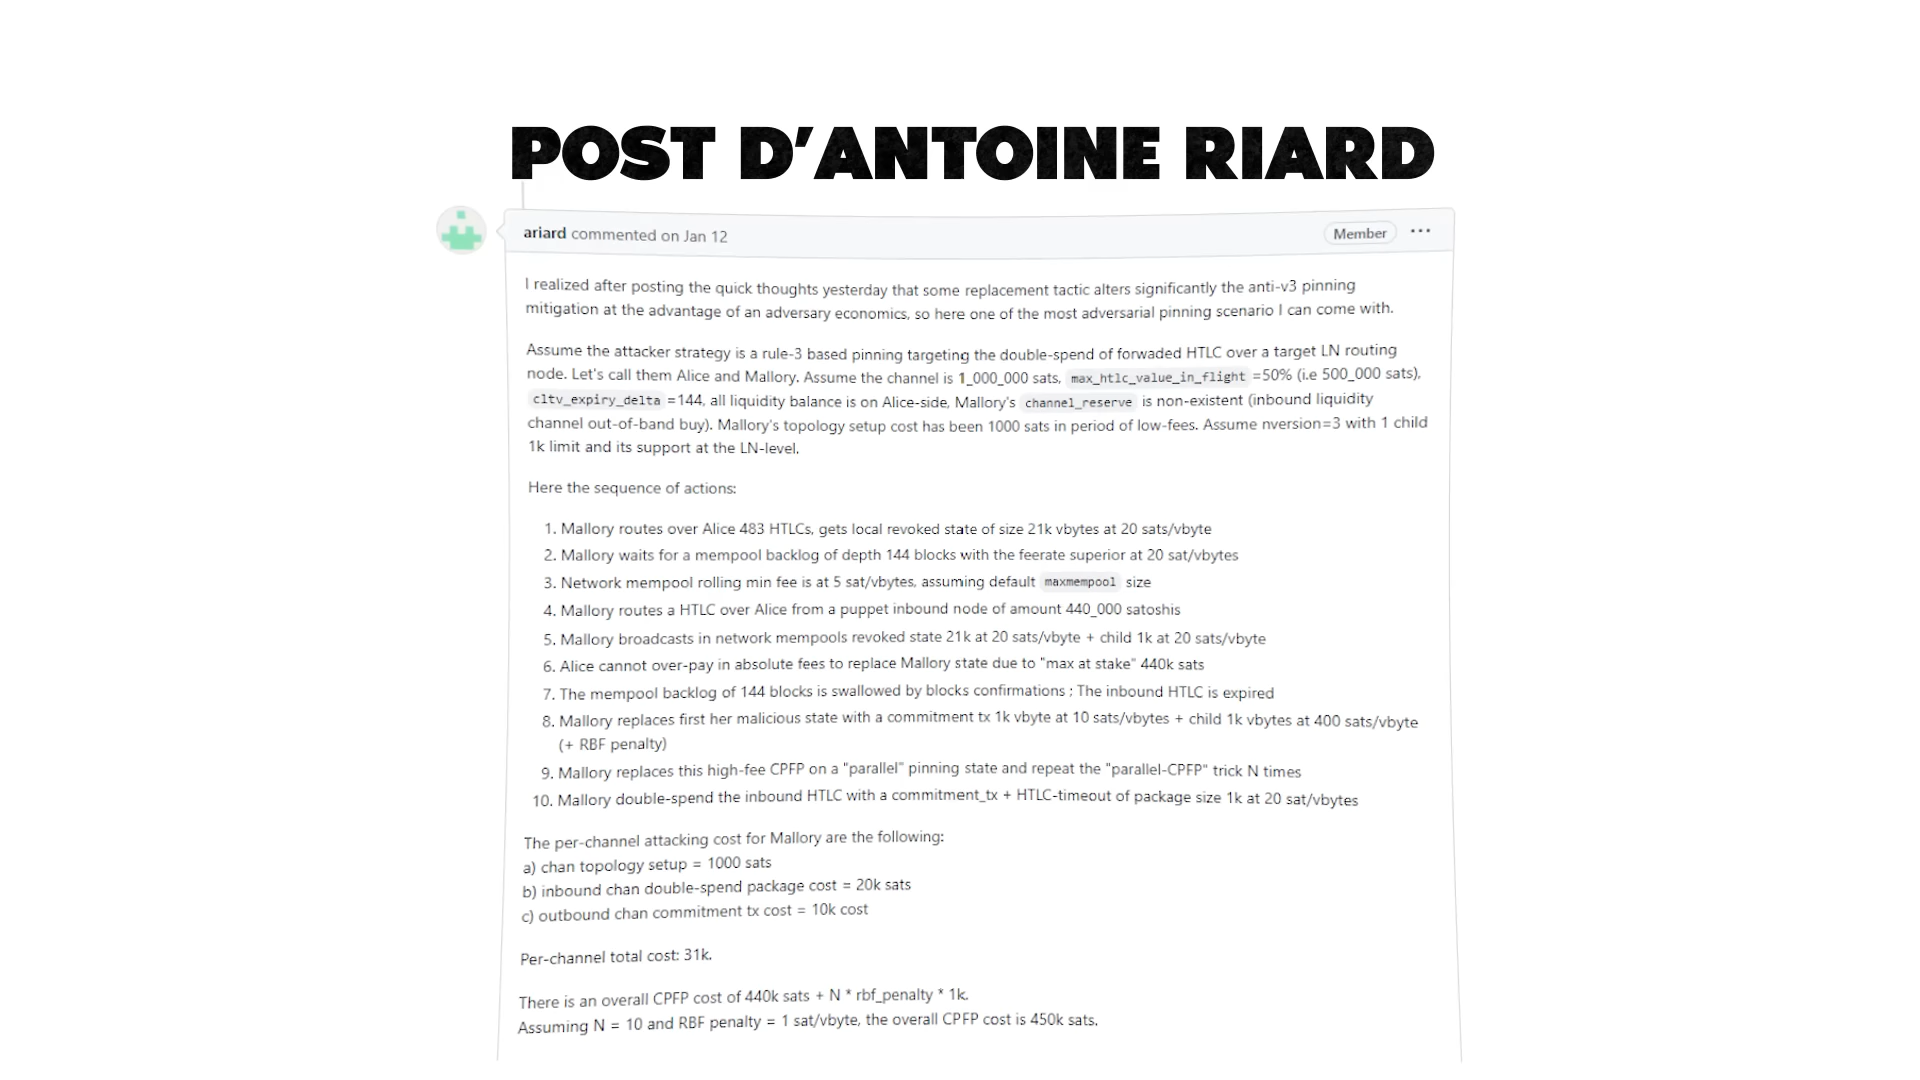 POST D'ANTOINE RIARD
ariard commented on Jan 12
Member
I realized after posting the quick thoughts yesterday that some replacement tactic alters significantly the anti-v3 pinning
mitigation at the advantage of an adversary economics, so here one of the most adversarial pinning scenario I can come with.
Assume the attacker strategy is a rule-3 based pinning targeting the double-spend of forwaded HTLC over a target LN routing
node. Let's call them Alice and Mallory. Assume the channel is 1_000_000 sats, max_htlc_value_in_flight =50% (i.e 500_000 sats),
cltv_expiry_delta =144, all liquidity balance is on Alice-side, Mallory's channel_reserve is non-existent (inbound liquidity
channel out-of-band buy). Mallory's topology setup cost has been 1000 sats in period of low-fees. Assume nversion=3 with 1 child
1k limit and its support at the LN-level.
Here the sequence of actions:
1. Mallory routes over Alice 483 HTLCs, gets local revoked state of size 21k vbytes at 20 sats/vbyte
2. Mallory waits for a mempool backlog of depth 144 blocks with the feerate superior at 20 sat/vbytes
3. Network mempool rolling min fee is at 5 sat/vbytes, assuming default maxmempool size
4. Mallory routes a HTLC over Alice from a puppet inbound node of amount 440_000 satoshis
5. Mallory broadcasts in network mempools revoked state 21k at 20 sats/vbyte + child 1k at 20 sats/vbyte
6. Alice cannot over-pay in absolute fees to replace Mallory state due to "max at stake" 440k sats
7. The mempool backlog of 144 blocks is swallowed by blocks confirmations ; The inbound HTLC is expired
8. Mallory replaces first her malicious state with a commitment tx 1k vbyte at 10 sats/vbytes + child 1k vbytes at 400 sats/vbyte
(+ RBF penalty)
9. Mallory replaces this high-fee CPFP on a "parallel" pinning state and repeat the "parallel-CPFP" trick N times
10. Mallory double-spend the inbound HTLC with a commitment_tx + HTLC-timeout of package size 1k at 20 sat/vbytes
The per-channel attacking cost for Mallory are the following:
a) chan topology setup = 1000 sats
b) inbound chan double-spend package cost = 20k sats
c) outbound chan commitment tx cost = 10k cost
Per-channel total cost: 31k.
There is an overall CPFP cost of 440k sats + N * rbf_penalty * 1k.
Assuming N = 10 and RBF penalty = 1 sat/vbyte, the overall CPFP cost is 450k sats.